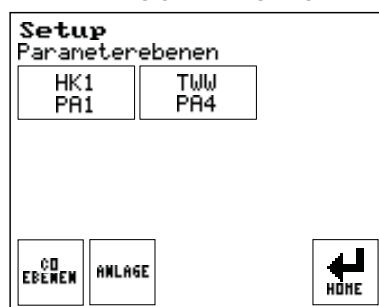 Setup
Parameterebenen
HK1 TWW
PA1 PA4
CO
EBENEN ANLAGE
HOME